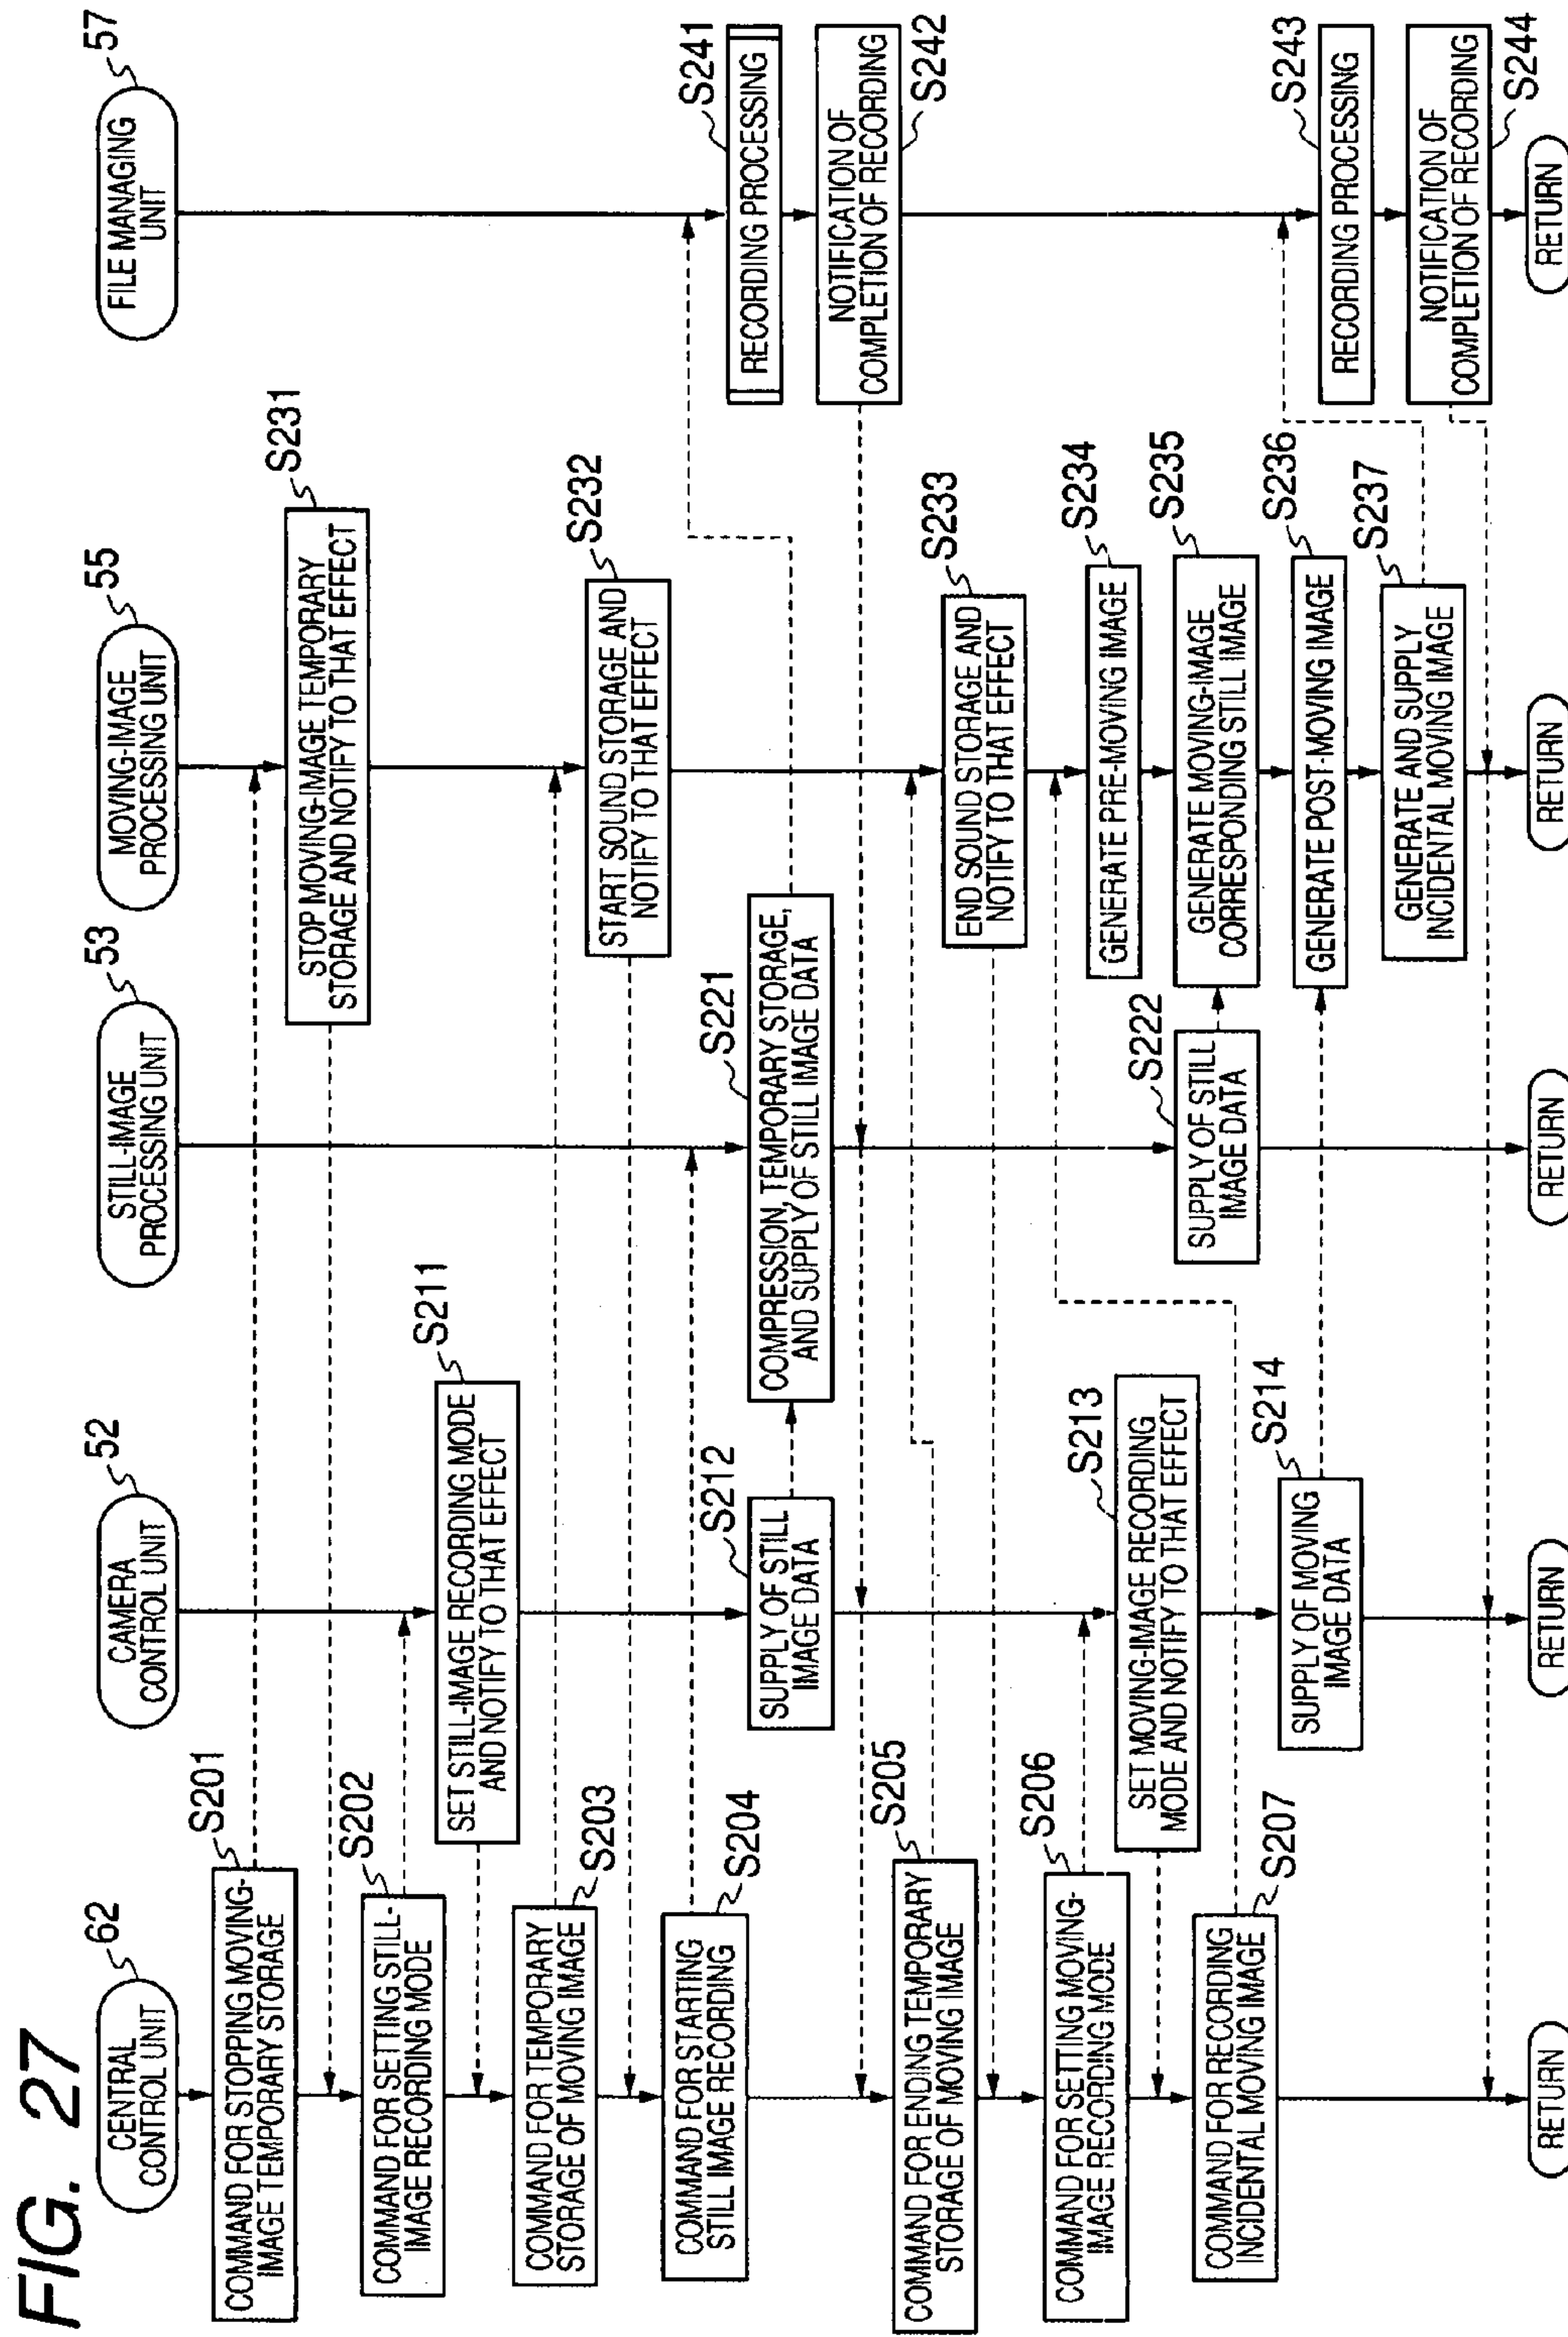 FIG. 27
CENTRAL
CONTROL UNIT
62
COMMAND FOR STOPPING MOVING-
IMAGE TEMPORARY STORAGE
S201
COMMAND FOR SETTING STILL-
IMAGE RECORDING MODE
S202
COMMAND FOR TEMPORARY
STORAGE OF MOVING IMAGE
S203
COMMAND FOR STARTING
STILL IMAGE RECORDING
S204
COMMAND FOR ENDING TEMPORARY
STORAGE OF MOVING IMAGE
S205
COMMAND FOR SETTING MOVING-
IMAGE RECORDING MODE
S206
COMMAND FOR RECORDING
INCIDENTAL MOVING IMAGE
S207
RETURN
CAMERA
CONTROL UNIT
52
SET STILL-IMAGE RECORDING MODE
AND NOTIFY TO THAT EFFECT
S211
SUPPLY OF STILL
IMAGE DATA
S212
SET MOVING-IMAGE RECORDING
MODE AND NOTIFY TO THAT EFFECT
S213
SUPPLY OF MOVING
IMAGE DATA
S214
RETURN
STILL-IMAGE
PROCESSING UNIT
53
COMPRESSION, TEMPORARY STORAGE,
AND SUPPLY OF STILL IMAGE DATA
S221
SUPPLY OF STILL
IMAGE DATA
S222
RETURN
MOVING-IMAGE
PROCESSING UNIT
55
STOP MOVING-IMAGE TEMPORARY
STORAGE AND NOTIFY TO THAT EFFECT
S231
START SOUND STORAGE AND
NOTIFY TO THAT EFFECT
S232
END SOUND STORAGE AND
NOTIFY TO THAT EFFECT
S233
GENERATE PRE-MOVING IMAGE
S234
GENERATE MOVING-IMAGE
CORRESPONDING STILL IMAGE
S235
GENERATE POST-MOVING IMAGE
S236
GENERATE AND SUPPLY
INCIDENTAL MOVING IMAGE
S237
RETURN
FILE MANAGING
UNIT
57
RECORDING PROCESSING
S241
NOTIFICATION OF
COMPLETION OF RECORDING
S242
RECORDING PROCESSING
S243
NOTIFICATION OF
COMPLETION OF RECORDING
S244
RETURN